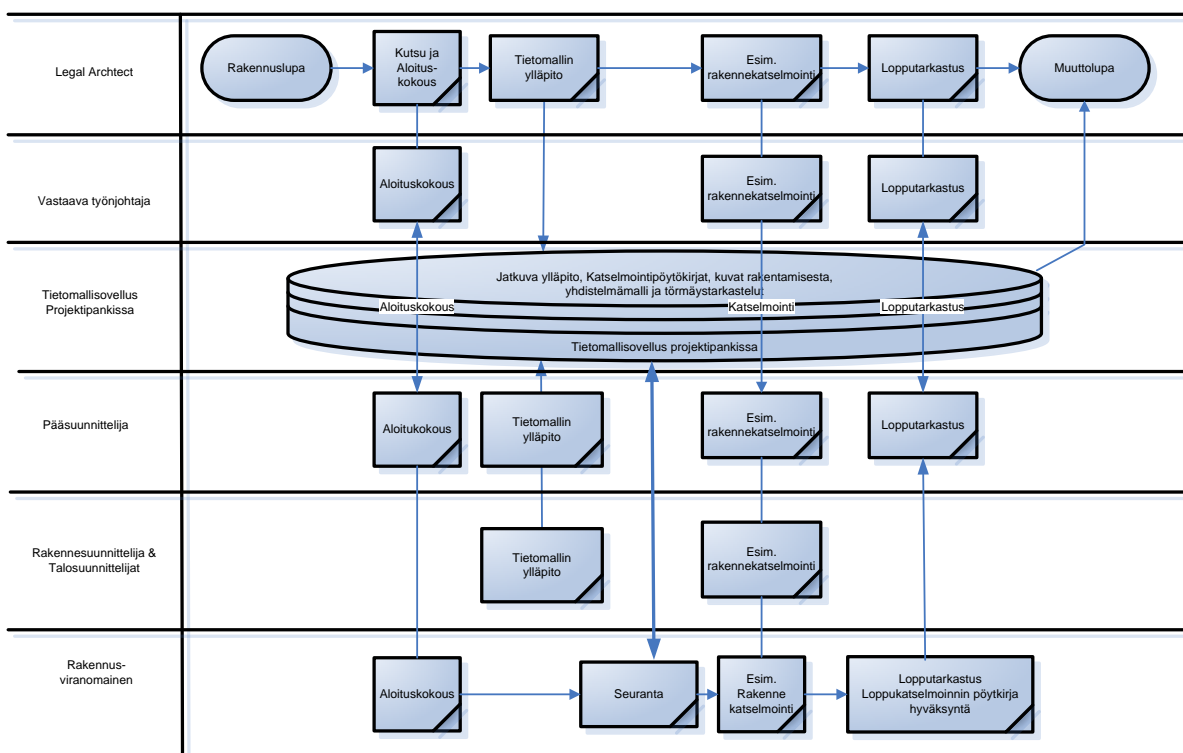 Legal Archtect
Rakennuslupa
Kutsu ja
Aloitus-
kokous
Tietomallin
ylläpito
Esim.
rakennekatselmointi
Lopputarkastus
Muuttolupa
Vastaava työnjohtaja
Aloituskokous
Esim.
rakennekatselmointi
Lopputarkastus
Tietomallisovellus
Projektipankissa
Jatkuva ylläpito, Katselmointipöytökirjat, kuvat rakentamisesta,
yhdistelmämalli ja törmäystarkastelut
Aloituskokous
Katselmointi
Lopputarkastus
Tietomallisovellus projektipankissa
Pääsuunnittelija
Aloitukokous
Tietomallin
ylläpito
Esim.
rakennekatselmointi
Lopputarkastus
Rakennesuunnittelija &
Talosuunnittelijat
Tietomallin
ylläpito
Esim.
rakennekatselmointi
Rakennus-
viranomainen
Aloituskokous
Seuranta
Esim.
Rakenne
katselmointi
Lopputarkastus
Loppukatselmoinnin pöytkirja
hyväksyntä